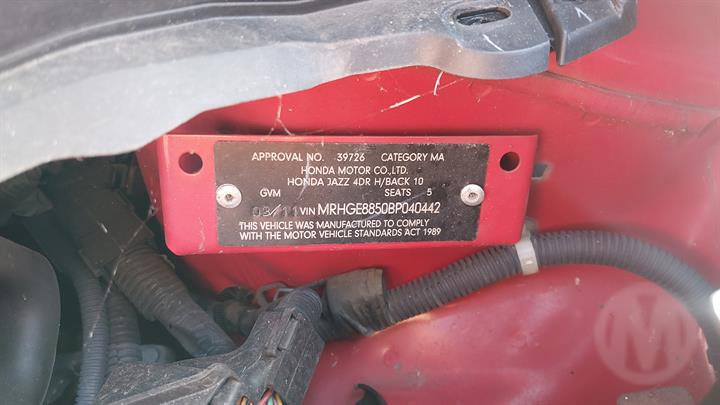 APPROVAL NO. 39726 CATEGORY MA
HONDA MOTOR CO.,LTD.
HONDA JAZZ 4DR H/BACK 10
GVM SEATS 5
08/11 VIN MRHGE8850BP040442
THIS VEHICLE WAS MANUFACTURED TO COMPLY
WITH THE MOTOR VEHICLE STANDARDS ACT 1989
M